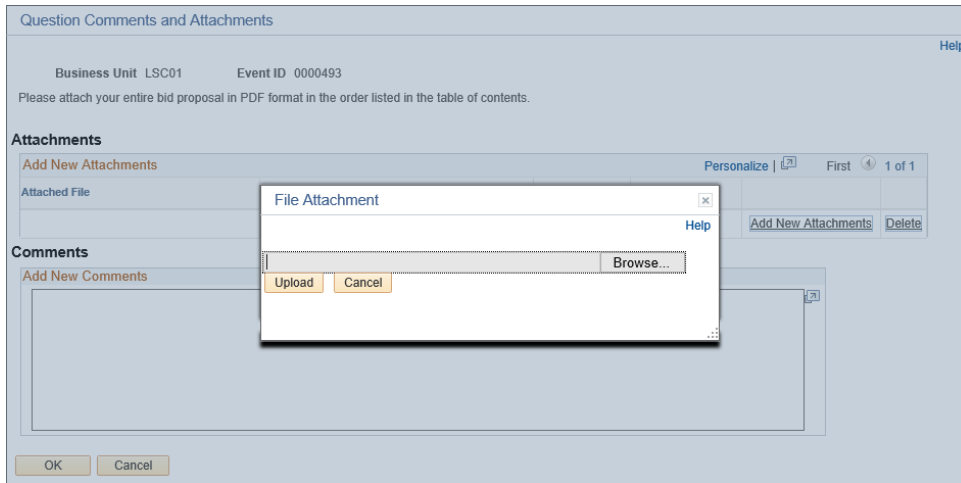 Question Comments and Attachments
Help
Business Unit LSC01 Event ID 0000493
Please attach your entire bid proposal in PDF format in the order listed in the table of contents.
Attachments
Add New Attachments Personalize | First 1 of 1
Attached File
File Attachment
Help
Add New Attachments Delete
Browse...
Upload Cancel
Comments
Add New Comments
OK Cancel